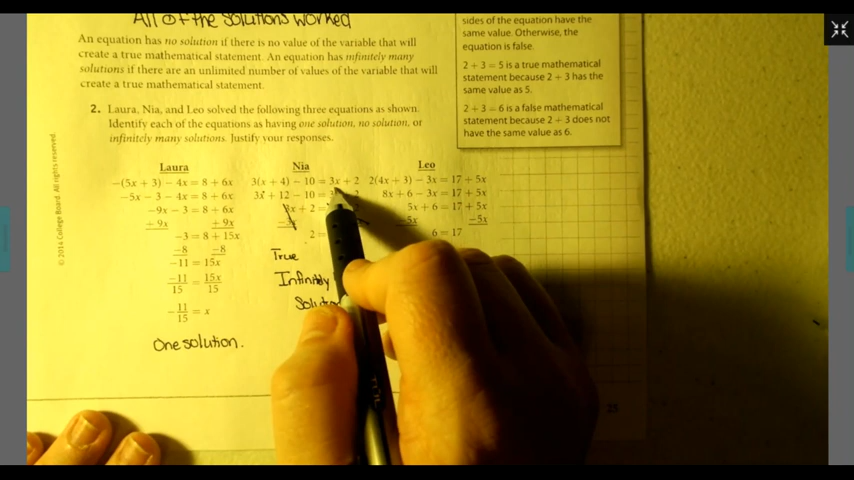 All of the solutions worked
An equation has no solution if there is no value of the variable that will
create a true mathematical statement. An equation has infinitely many
solutions if there are an unlimited number of values of the variable that will
create a true mathematical statement.
2. Laura, Nia, and Leo solved the following three equations as shown.
Identify each of the equations as having one solution, no solution, or
infinitely many solutions. Justify your responses.
Laura
−(5x + 3) − 4x = 8 + 6x
−5x − 3 − 4x = 8 + 6x
−9x − 3 = 8 + 6x
+ 9x + 9x
−3 = 8 + 15x
−8 −8
−11 = 15x
−11/15 = 15x/15
−11/15 = x
One solution.
Nia
3(x + 4) − 10 = 3x + 2
3x + 12 − 10 =
3x + 2 =
−3x
2 =
True
Infinitely
Leo
2(4x + 3) − 3x = 17 + 5x
8x + 6 − 3x = 17 + 5x
5x + 6 = 17 + 5x
−5x −5x
6 = 17
sides of the equation have the
same value. Otherwise, the
equation is false.
2 + 3 = 5 is a true mathematical
statement because 2 + 3 has the
same value as 5.
2 + 3 = 6 is a false mathematical
statement because 2 + 3 does not
have the same value as 6.
© 2014 College Board. All rights reserved.
25